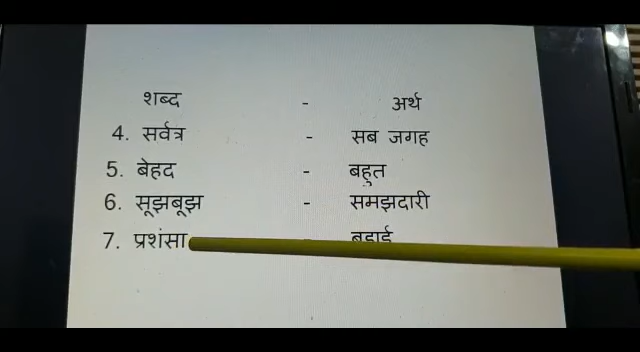 शब्द - अर्थ
4. सर्वत्र - सब जगह
5. बेहद - बहुत
6. सूझबूझ - समझदारी
7. प्रशंसा